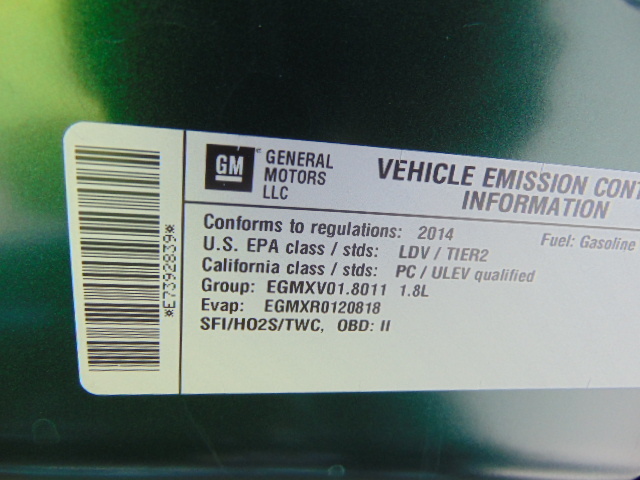 GM GENERAL
MOTORS
LLC
VEHICLE EMISSION CONT
INFORMATION
Conforms to regulations: 2014
Fuel: Gasoline
U.S. EPA class / stds: LDV / TIER2
California class / stds: PC / ULEV qualified
Group: EGMXV01.8011 1.8L
Evap: EGMXR0120818
SFI/HO2S/TWC, OBD: II
*E7392839*